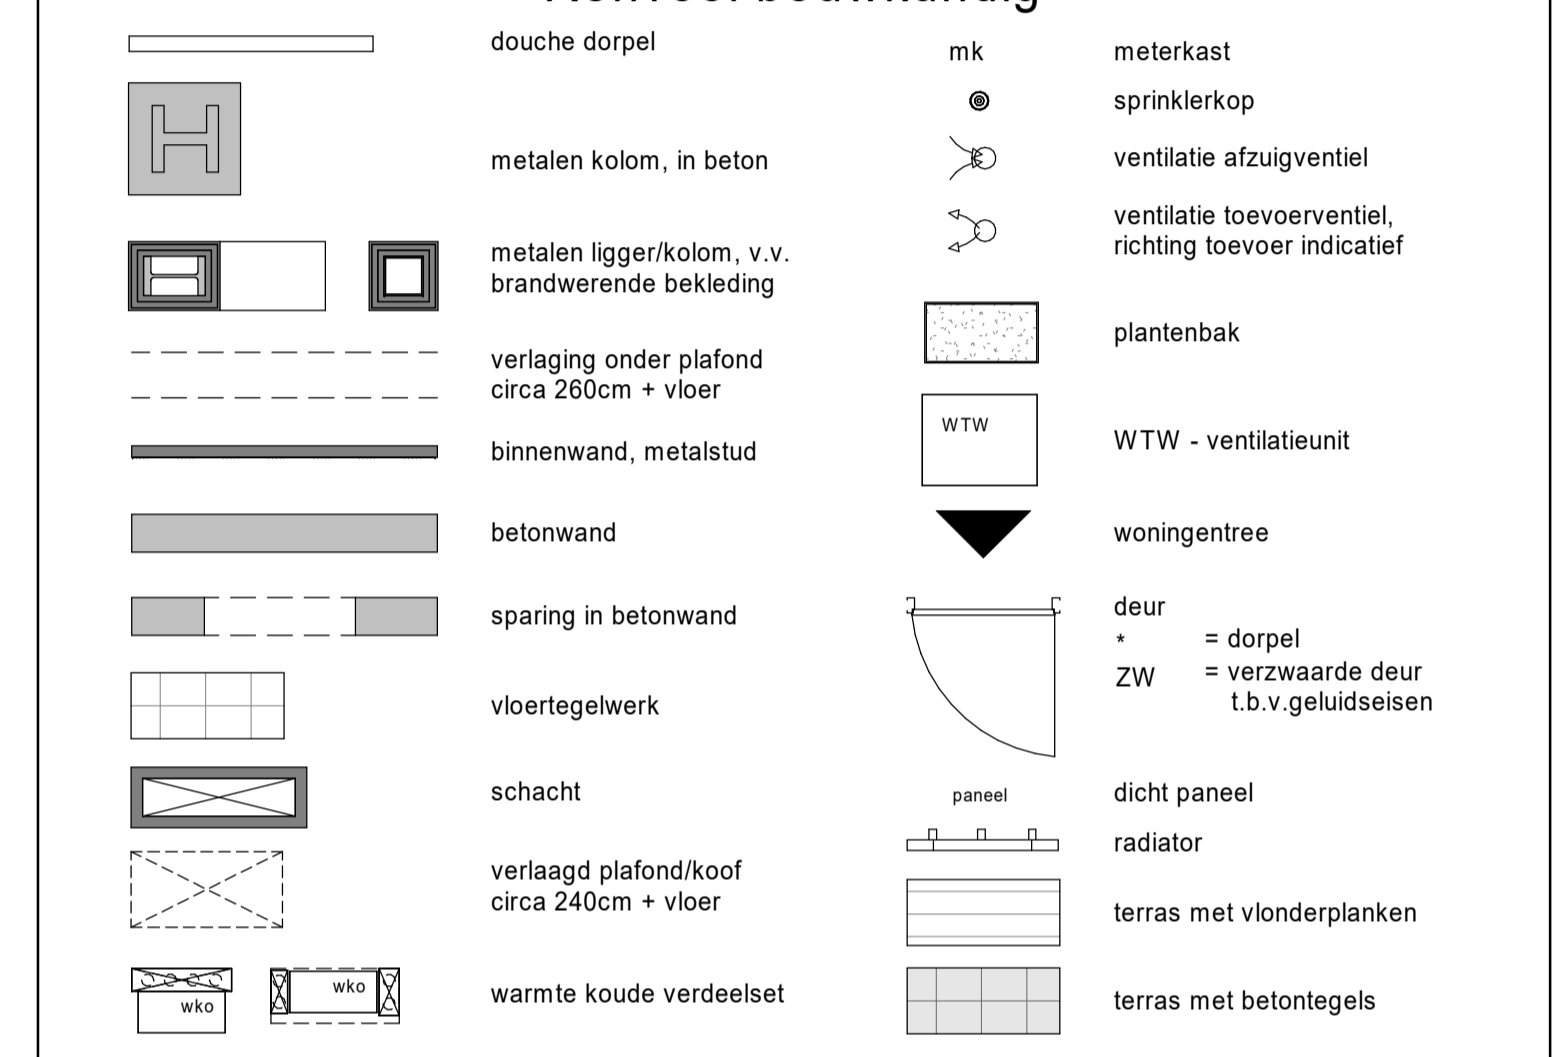 douche dorpel
metalen kolom, in beton
metalen ligger/kolom, v.v.
brandwerende bekleding
verlaging onder plafond
circa 260cm + vloer
binnenwand, metalstud
betonwand
sparing in betonwand
vloertegelwerk
schacht
verlaagd plafond/koof
circa 240cm + vloer
wko
wko
warmte koude verdeelset
mk meterkast
sprinklerkop
ventilatie afzuigventiel
ventilatie toevoerventiel,
richting toevoer indicatief
plantenbak
WTW
WTW - ventilatieunit
woningentree
deur
* = dorpel
ZW = verzwaarde deur
t.b.v.geluidseisen
paneel dicht paneel
radiator
terras met vlonderplanken
terras met betontegels